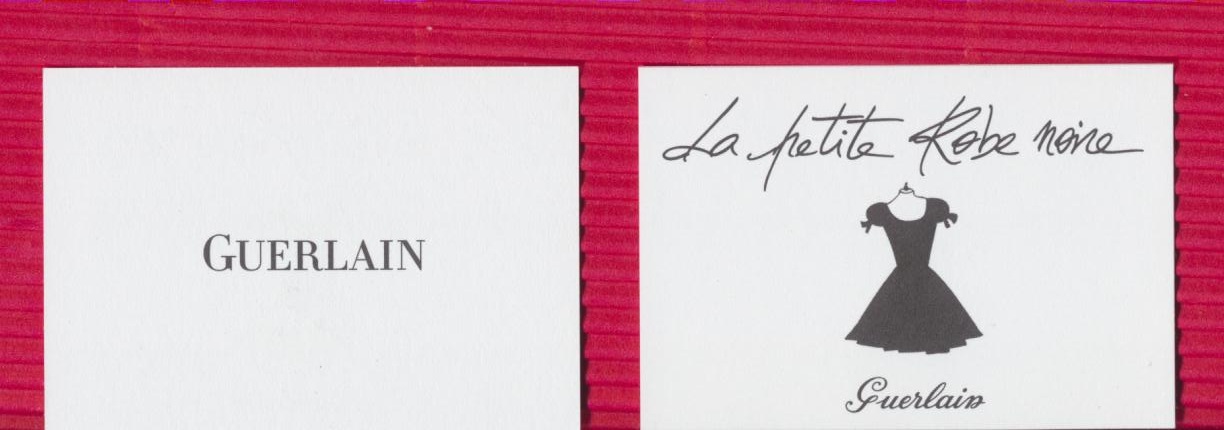 GUERLAIN
La petite Robe noire
Guerlain